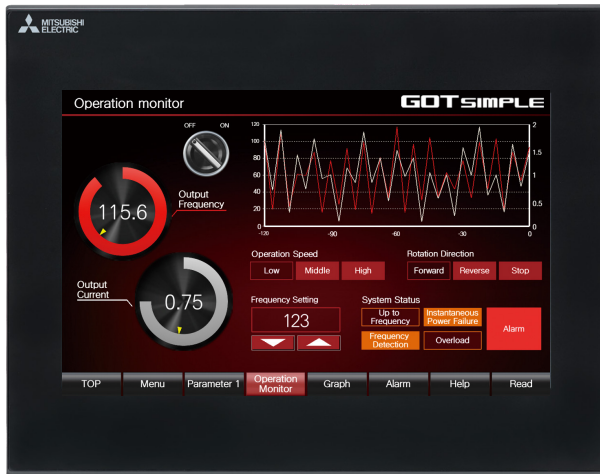 MITSUBISHI
ELECTRIC
Operation monitor
GOT SIMPLE
OFF ON
120
100
80
60
40
20
0
2
1.5
1
0.5
0
-120 -90 -60 -30 0
Output
Frequency
115.6
Output
Current
0.75
Operation Speed
Low Middle High
Rotation Direction
Forward Reverse Stop
Frequency Setting
123
System Status
Up to
Frequency
Instantaneous
Power Failure
Frequency
Detection
Overload
Alarm
TOP Menu Parameter 1 Operation
Monitor Graph Alarm Help Read